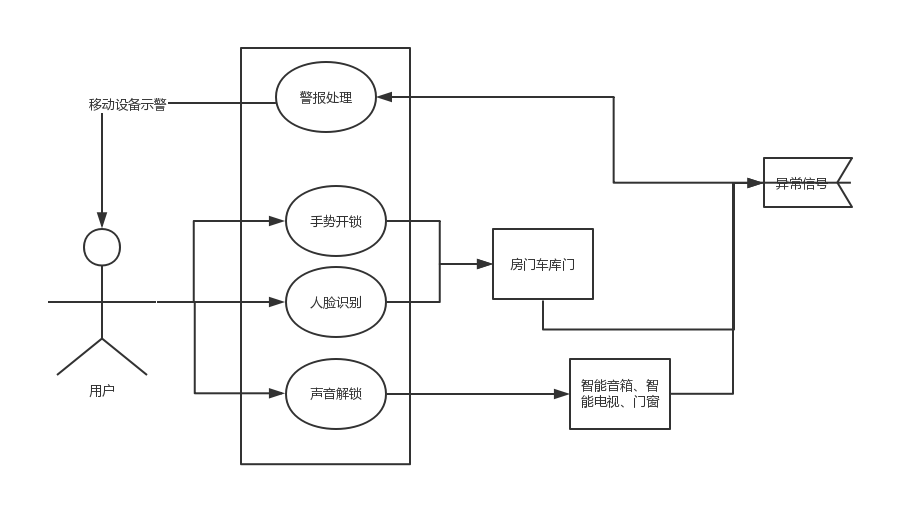 警报处理
移动设备示警
异常信号
手势开锁
房门车库门
人脸识别
用户
声音解锁
智能音箱、智
能电视、门窗